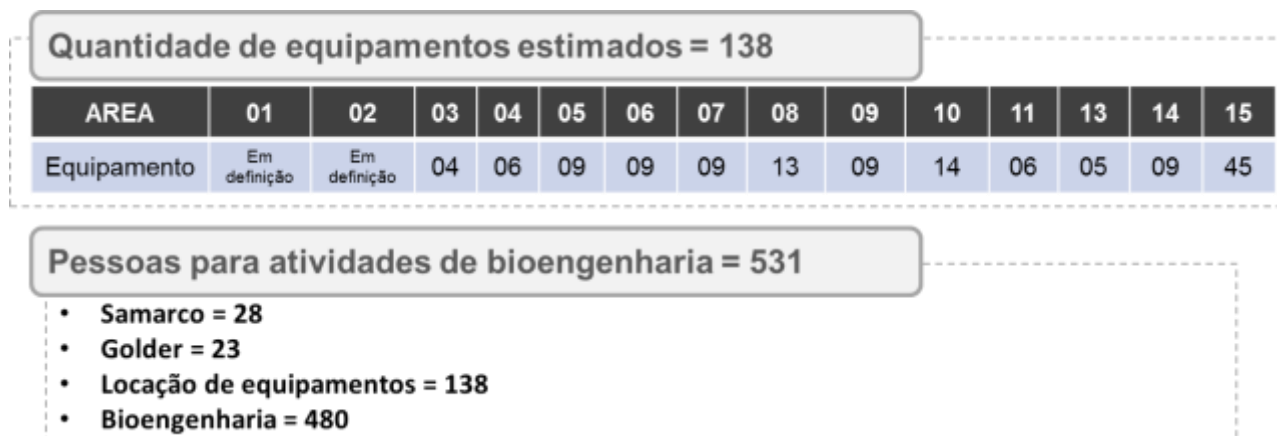 Quantidade de equipamentos estimados = 138
AREA 01 02 03 04 05 06 07 08 09 10 11 13 14 15
Equipamento Em definição Em definição 04 06 09 09 09 13 09 14 06 05 09 45
Pessoas para atividades de bioengenharia = 531
• Samarco = 28
• Golder = 23
• Locação de equipamentos = 138
• Bioengenharia = 480